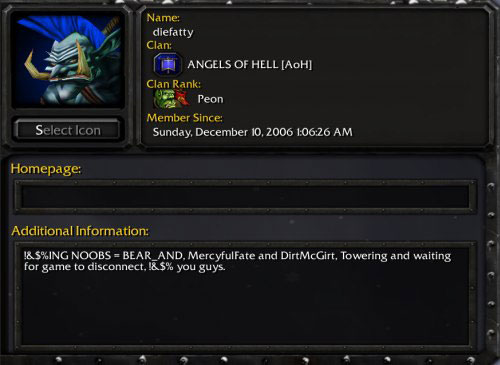 Name:
diefatty
Clan:
ANGELS OF HELL [AoH]
Clan Rank:
Peon
Member Since:
Sunday, December 10, 2006 1:06:26 AM
Select Icon
Homepage:
Additional Information:
!&$%ING NOOBS = BEAR_AND, MercyfulFate and DirtMcGirt, Towering and waiting
for game to disconnect, !&$% you guys.